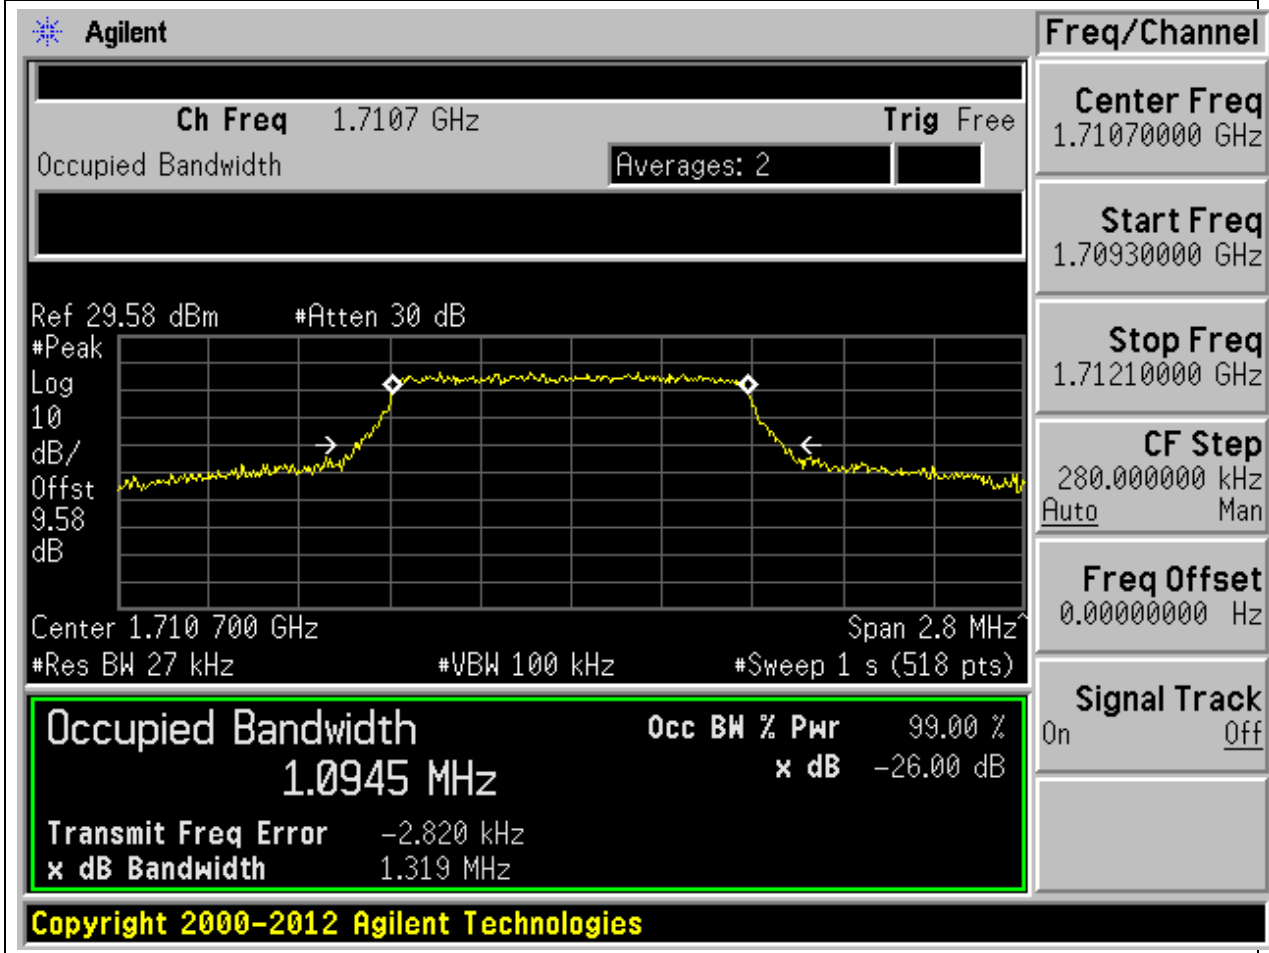 Agilent
Freq/Channel
Ch Freq 1.7107 GHz Trig Free
Occupied Bandwidth Averages: 2
Center Freq
1.71070000 GHz
Start Freq
1.70930000 GHz
Stop Freq
1.71210000 GHz
CF Step
280.000000 kHz
Auto Man
Freq Offset
0.00000000 Hz
Signal Track
On Off
Ref 29.58 dBm #Atten 30 dB
#Peak
Log
10
dB/
Offst
9.58
dB
Center 1.710 700 GHz Span 2.8 MHz^
#Res BW 27 kHz #VBW 100 kHz #Sweep 1 s (518 pts)
Occupied Bandwidth Occ BW % Pwr 99.00 %
1.0945 MHz x dB -26.00 dB
Transmit Freq Error -2.820 kHz
x dB Bandwidth 1.319 MHz
Copyright 2000-2012 Agilent Technologies